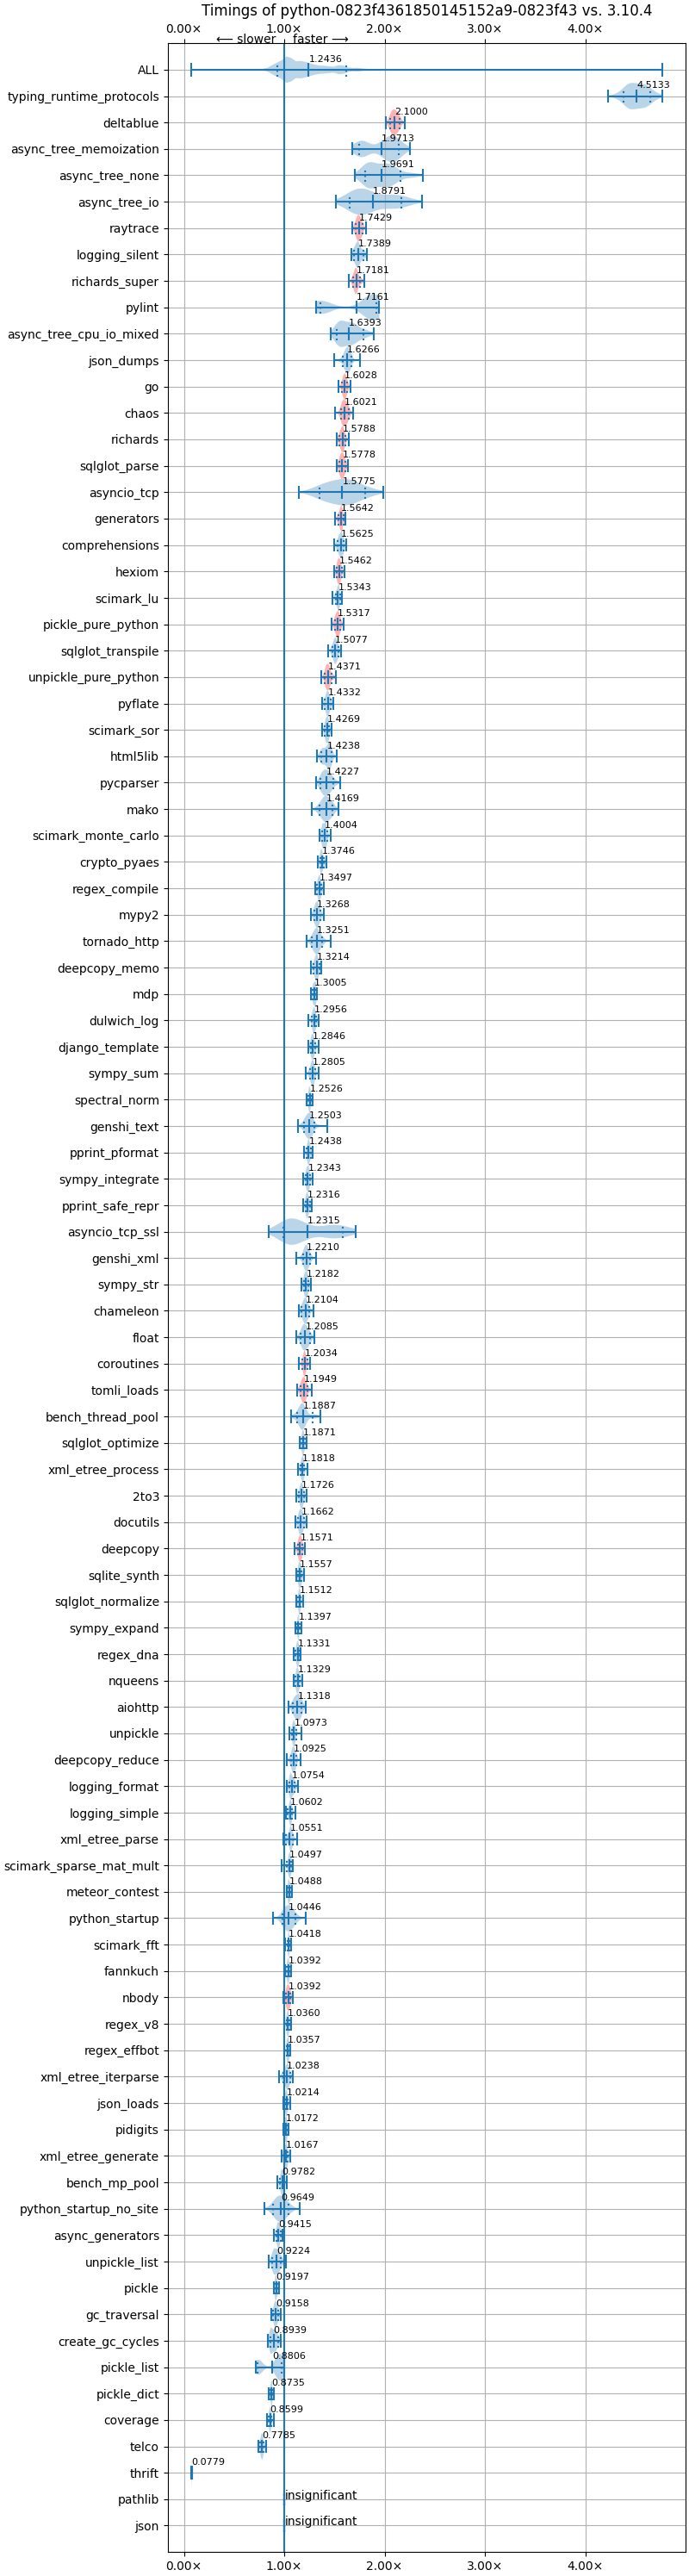 Timings of python-0823f4361850145152a9-0823f43 vs. 3.10.4
0.00× 1.00× 2.00× 3.00× 4.00×
⟵ slower faster ⟶
ALL 1.2436
typing_runtime_protocols 4.5133
deltablue 2.1000
async_tree_memoization 1.9713
async_tree_none 1.9691
async_tree_io 1.8791
raytrace 1.7429
logging_silent 1.7389
richards_super 1.7181
pylint 1.7161
async_tree_cpu_io_mixed 1.6393
json_dumps 1.6266
go 1.6028
chaos 1.6021
richards 1.5788
sqlglot_parse 1.5778
asyncio_tcp 1.5775
generators 1.5642
comprehensions 1.5625
hexiom 1.5462
scimark_lu 1.5343
pickle_pure_python 1.5317
sqlglot_transpile 1.5077
unpickle_pure_python 1.4371
pyflate 1.4332
scimark_sor 1.4269
html5lib 1.4238
pycparser 1.4227
mako 1.4169
scimark_monte_carlo 1.4004
crypto_pyaes 1.3746
regex_compile 1.3497
mypy2 1.3268
tornado_http 1.3251
deepcopy_memo 1.3214
mdp 1.3005
dulwich_log 1.2956
django_template 1.2846
sympy_sum 1.2805
spectral_norm 1.2526
genshi_text 1.2503
pprint_pformat 1.2438
sympy_integrate 1.2343
pprint_safe_repr 1.2316
asyncio_tcp_ssl 1.2315
genshi_xml 1.2210
sympy_str 1.2182
chameleon 1.2104
float 1.2085
coroutines 1.2034
tomli_loads 1.1949
bench_thread_pool 1.1887
sqlglot_optimize 1.1871
xml_etree_process 1.1818
2to3 1.1726
docutils 1.1662
deepcopy 1.1571
sqlite_synth 1.1557
sqlglot_normalize 1.1512
sympy_expand 1.1397
regex_dna 1.1331
nqueens 1.1329
aiohttp 1.1318
unpickle 1.0973
deepcopy_reduce 1.0925
logging_format 1.0754
logging_simple 1.0602
xml_etree_parse 1.0551
scimark_sparse_mat_mult 1.0497
meteor_contest 1.0488
python_startup 1.0446
scimark_fft 1.0418
fannkuch 1.0392
nbody 1.0392
regex_v8 1.0360
regex_effbot 1.0357
xml_etree_iterparse 1.0238
json_loads 1.0214
pidigits 1.0172
xml_etree_generate 1.0167
bench_mp_pool 0.9782
python_startup_no_site 0.9649
async_generators 0.9415
unpickle_list 0.9224
pickle 0.9197
gc_traversal 0.9158
create_gc_cycles 0.8939
pickle_list 0.8806
pickle_dict 0.8735
coverage 0.8599
telco 0.7785
thrift 0.0779
pathlib insignificant
json insignificant
0.00× 1.00× 2.00× 3.00× 4.00×